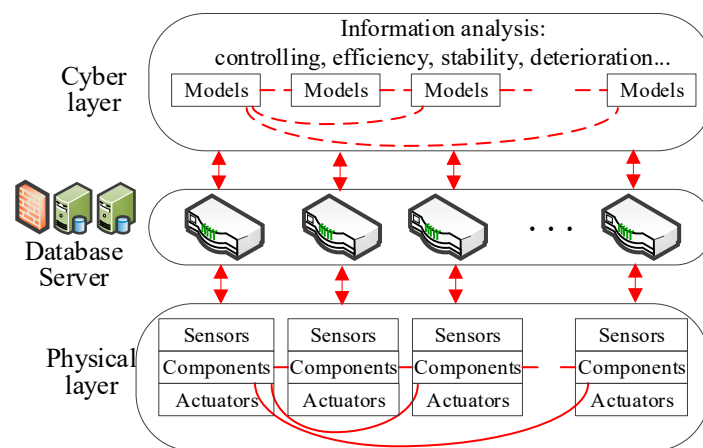 Information analysis:
controlling, efficiency, stability, deterioration...
Cyber
layer
Models
Models
Models
Models
Database
Server
. . .
Physical
layer
Sensors
Sensors
Sensors
Sensors
Components
Components
Components
Components
Actuators
Actuators
Actuators
Actuators